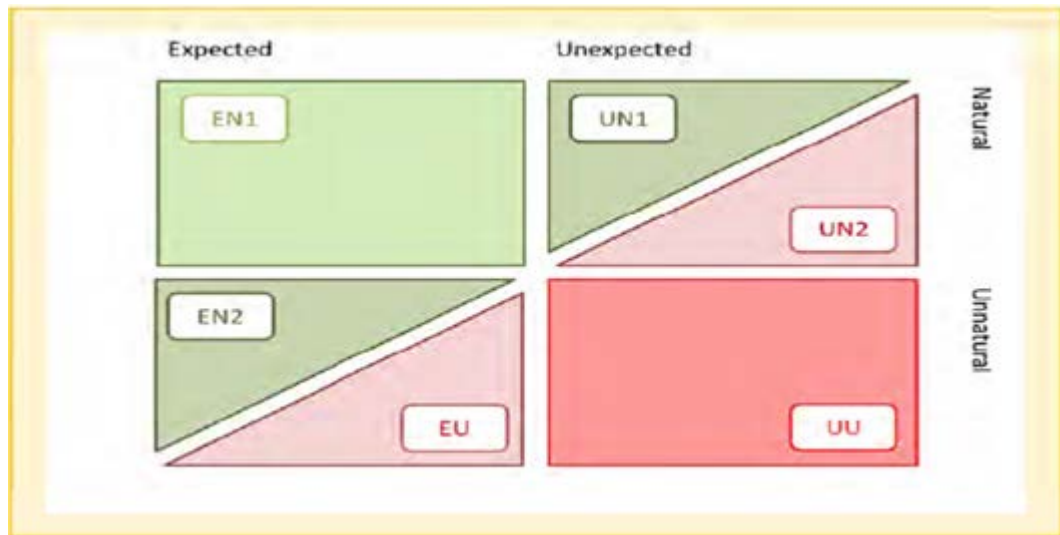 Expected Unexpected
EN1 UN1
Natural
UN2
EN2
Unnatural
EU UU